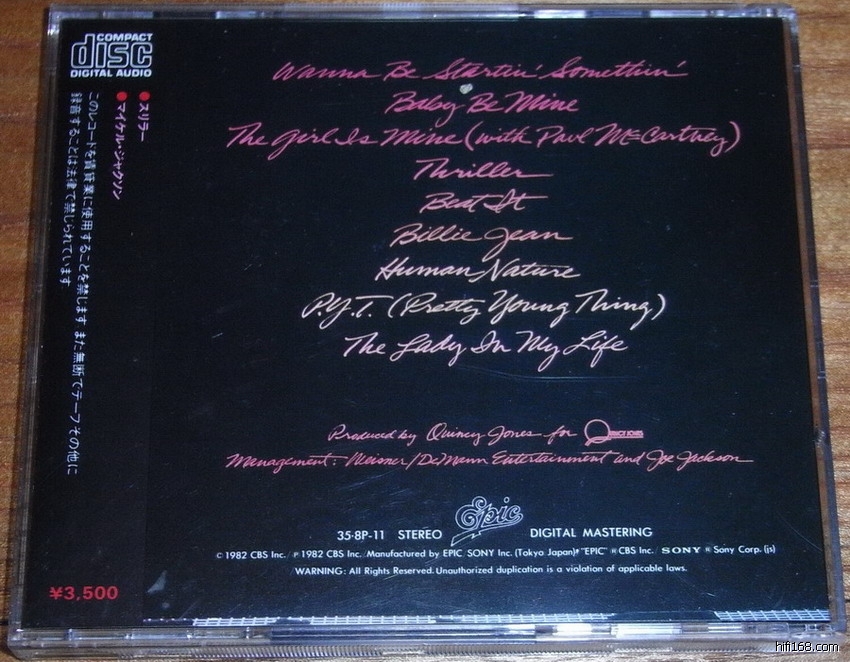 COMPACT
disc
DIGITAL AUDIO
●スリラー
●マイケル・ジャクソン
このレコードを賃貸業に使用することを禁じます また無断でテープその他に
録音することは法律で禁じられています
Wanna Be Startin' Somethin'
Baby Be Mine
The Girl Is Mine (with Paul McCartney)
Thriller
Beat It
Billie Jean
Human Nature
P.Y.T. (Pretty Young Thing)
The Lady In My Life
Produced by Quincy Jones for QUINCY JONES
Management: Weisner/DeMann Entertainment and Joe Jackson
Epic
35・8P-11 STEREO DIGITAL MASTERING
© 1982 CBS Inc. ℗ 1982 CBS Inc. Manufactured by EPIC SONY Inc. (Tokyo Japan) "EPIC" ® CBS Inc. SONY ® Sony Corp. (js)
WARNING: All Rights Reserved. Unauthorized duplication is a violation of applicable laws.
¥3,500
hifi168.com